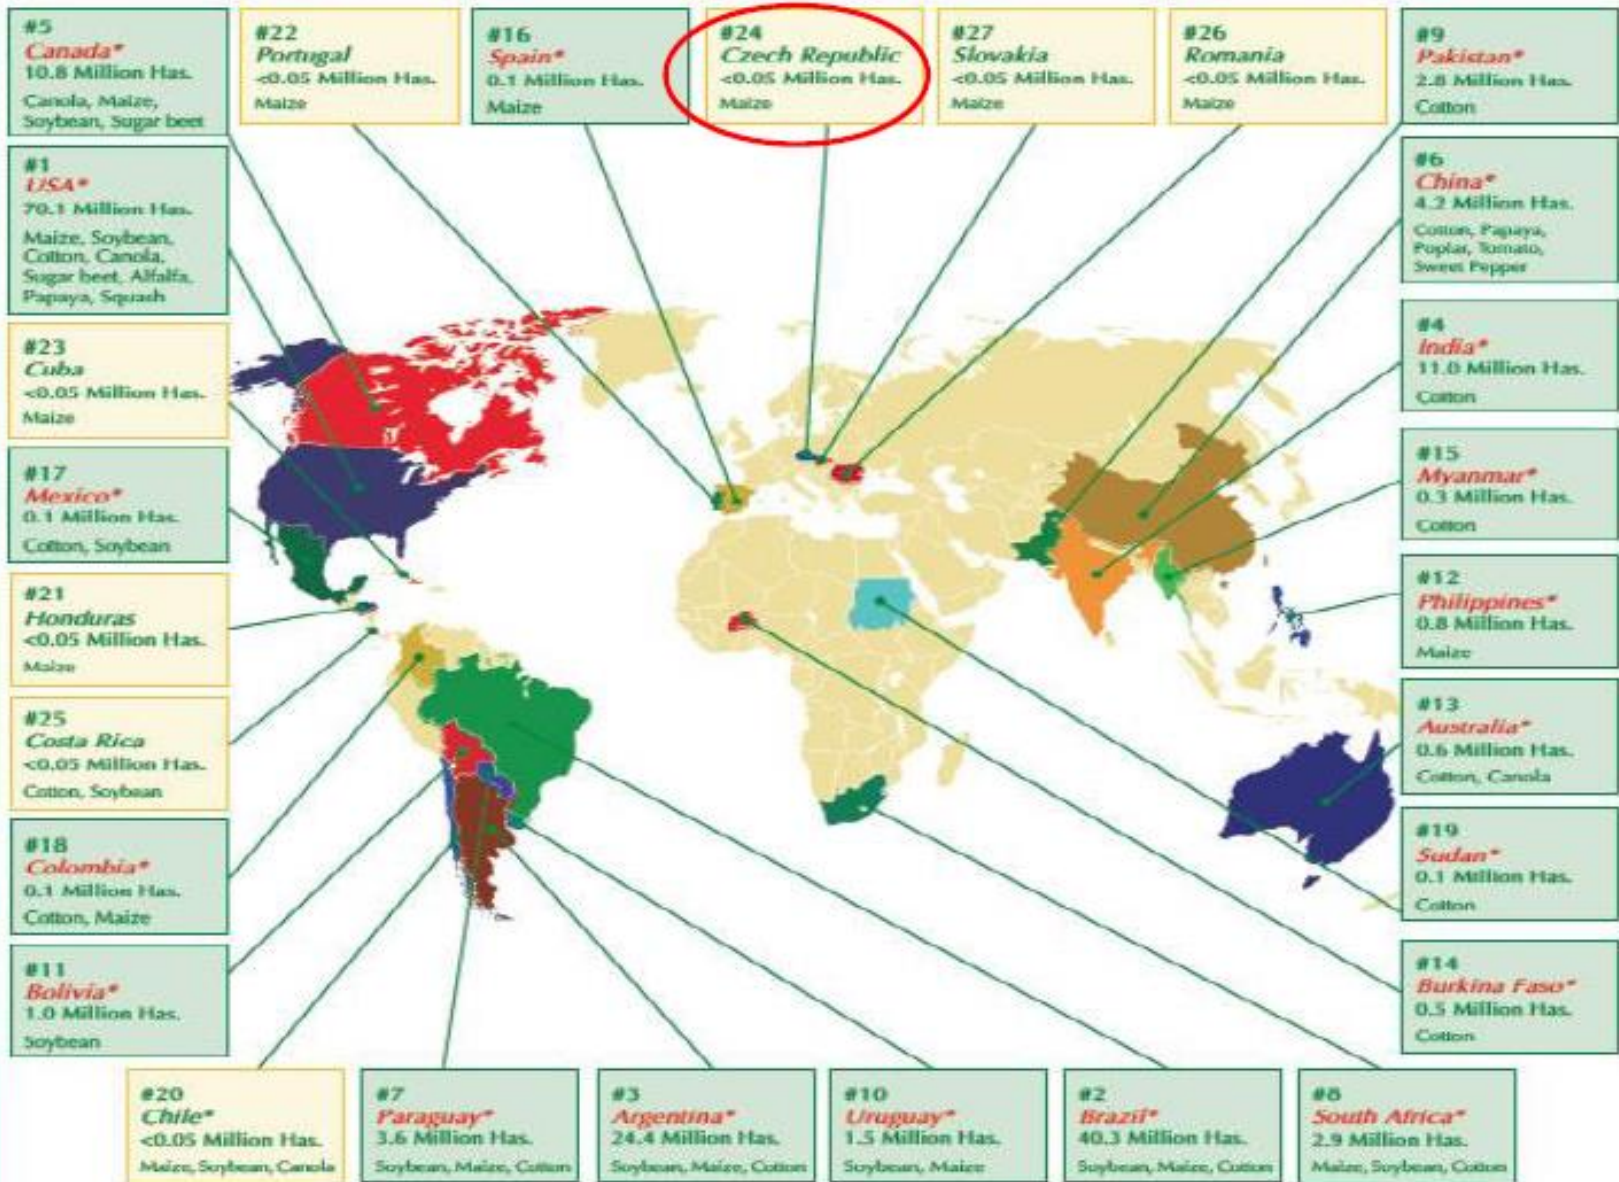 #5
Canada*
10.8 Million Has.
Canola, Maize,
Soybean, Sugar beet
#22
Portugal
<0.05 Million Has.
Maize
#16
Spain*
0.1 Million Has.
Maize
#24
Czech Republic
<0.05 Million Has.
Maize
#27
Slovakia
<0.05 Million Has.
Maize
#26
Romania
<0.05 Million Has.
Maize
#9
Pakistan*
2.8 Million Has.
Cotton
#1
USA*
70.1 Million Has.
Maize, Soybean,
Cotton, Canola,
Sugar beet, Alfalfa,
Papaya, Squash
#6
China*
4.2 Million Has.
Cotton, Papaya,
Poplar, Tomato,
Sweet Pepper
#23
Cuba
<0.05 Million Has.
Maize
#4
India*
11.0 Million Has.
Cotton
#17
Mexico*
0.1 Million Has.
Cotton, Soybean
#15
Myanmar*
0.3 Million Has.
Cotton
#21
Honduras
<0.05 Million Has.
Maize
#12
Philippines*
0.8 Million Has.
Maize
#25
Costa Rica
<0.05 Million Has.
Cotton, Soybean
#13
Australia*
0.6 Million Has.
Cotton, Canola
#18
Colombia*
0.1 Million Has.
Cotton, Maize
#19
Sudan*
0.1 Million Has.
Cotton
#11
Bolivia*
1.0 Million Has.
Soybean
#14
Burkina Faso*
0.5 Million Has.
Cotton
#20
Chile*
<0.05 Million Has.
Maize, Soybean, Canola
#7
Paraguay*
3.6 Million Has.
Soybean, Maize, Cotton
#3
Argentina*
24.4 Million Has.
Soybean, Maize, Cotton
#10
Uruguay*
1.5 Million Has.
Soybean, Maize
#2
Brazil*
40.3 Million Has.
Soybean, Maize, Cotton
#8
South Africa*
2.9 Million Has.
Maize, Soybean, Cotton